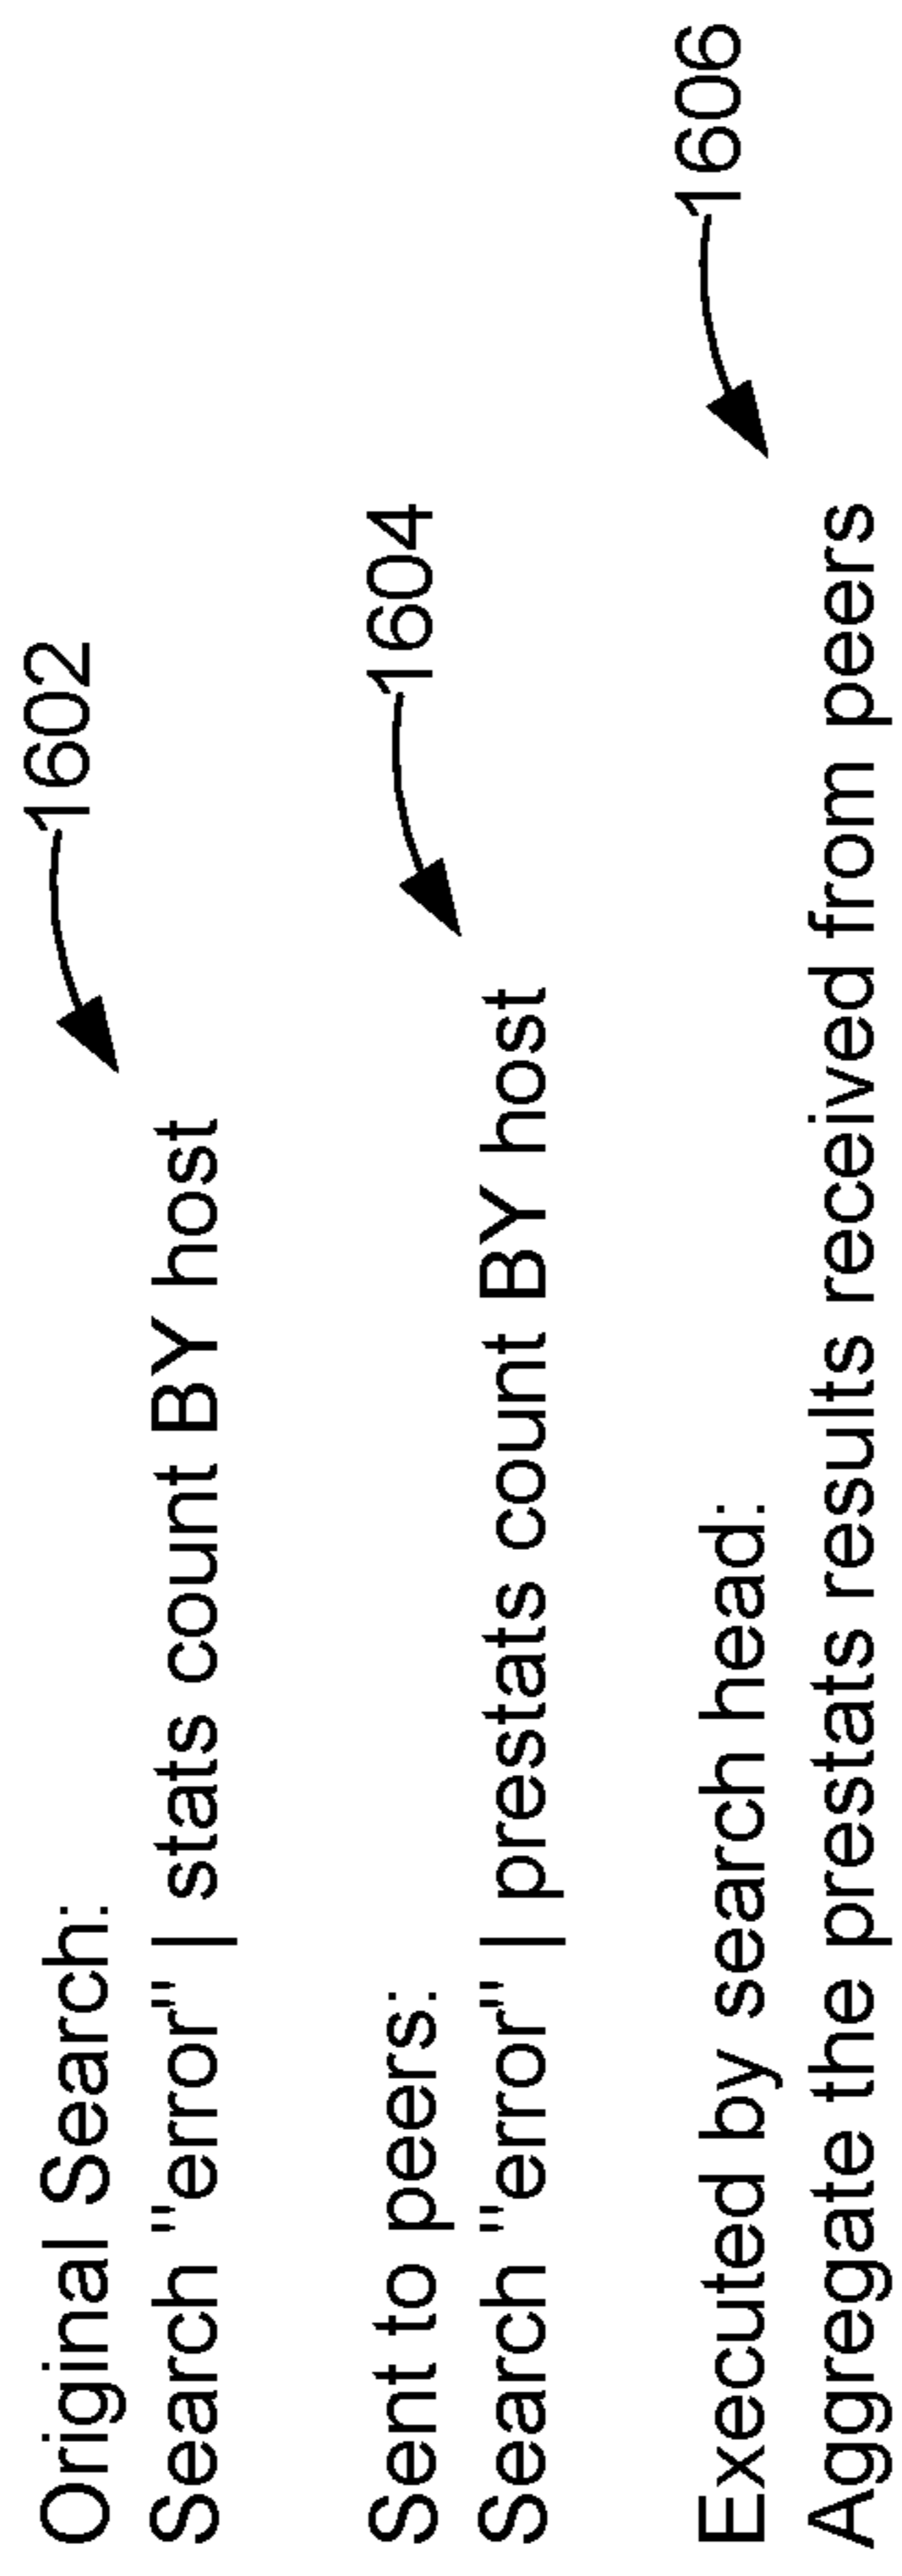 Original Search: 1602
Search "error" | stats count BY host
Sent to peers: 1604
Search "error" | prestats count BY host
Executed by search head: 1606
Aggregate the prestats results received from peers